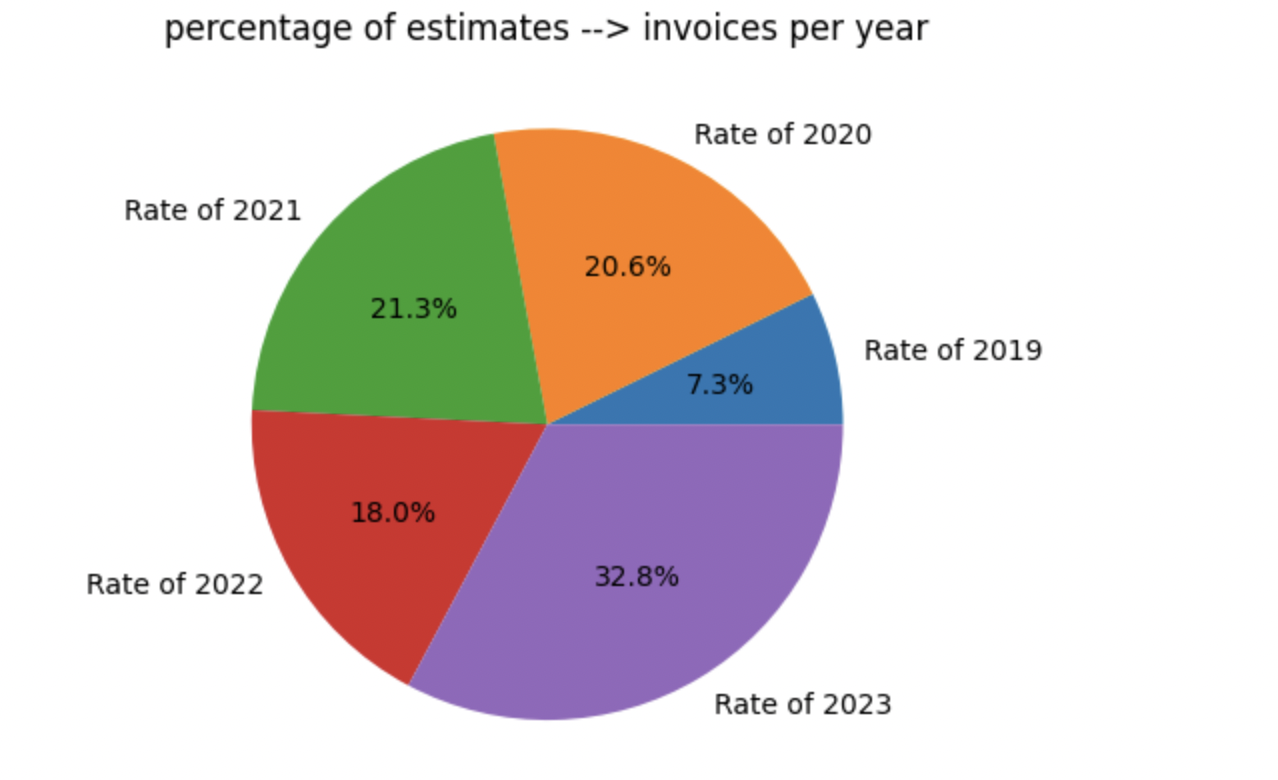 percentage of estimates --> invoices per year
Rate of 2020
Rate of 2021
20.6%
21.3%
Rate of 2019
7.3%
18.0%
32.8%
Rate of 2022
Rate of 2023